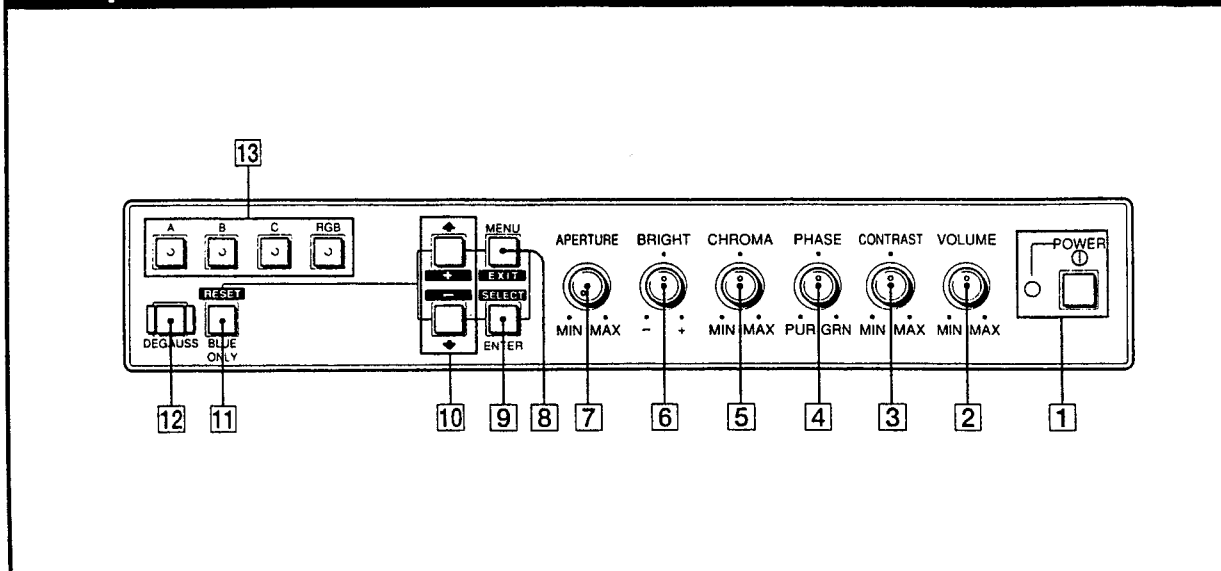 13
A B C RGB
MENU
APERTURE BRIGHT CHROMA PHASE CONTRAST VOLUME POWER
+ EXIT
RESET − SELECT
MIN MAX − + MIN MAX PUR GRN MIN MAX MIN MAX
DEGAUSS BLUE ONLY ENTER
12 11 10 9 8 7 6 5 4 3 2 1